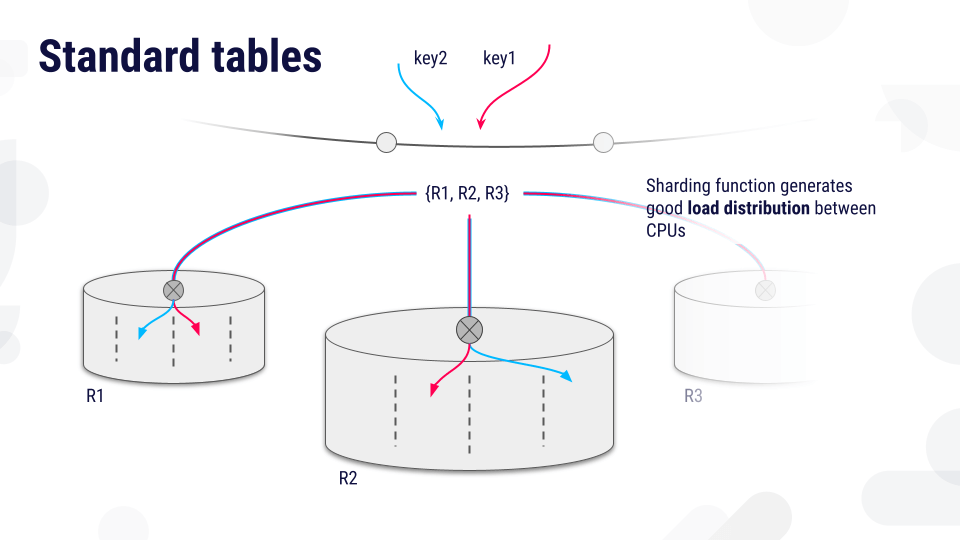 Standard tables
key2
key1
{R1, R2, R3}
Sharding function generates
good load distribution between
CPUs
R1
R2
R3